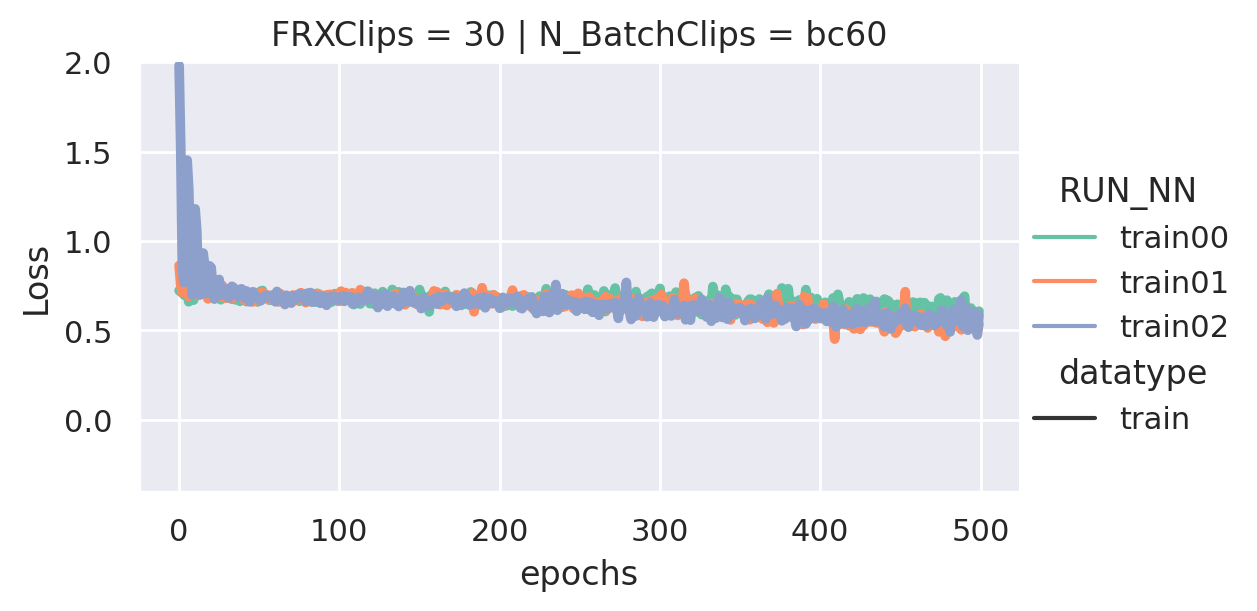 FRXClips = 30 | N_BatchClips = bc60
Loss
2.0
1.5
1.0
0.5
0.0
0
100
200
300
400
500
epochs
RUN_NN
train00
train01
train02
datatype
train